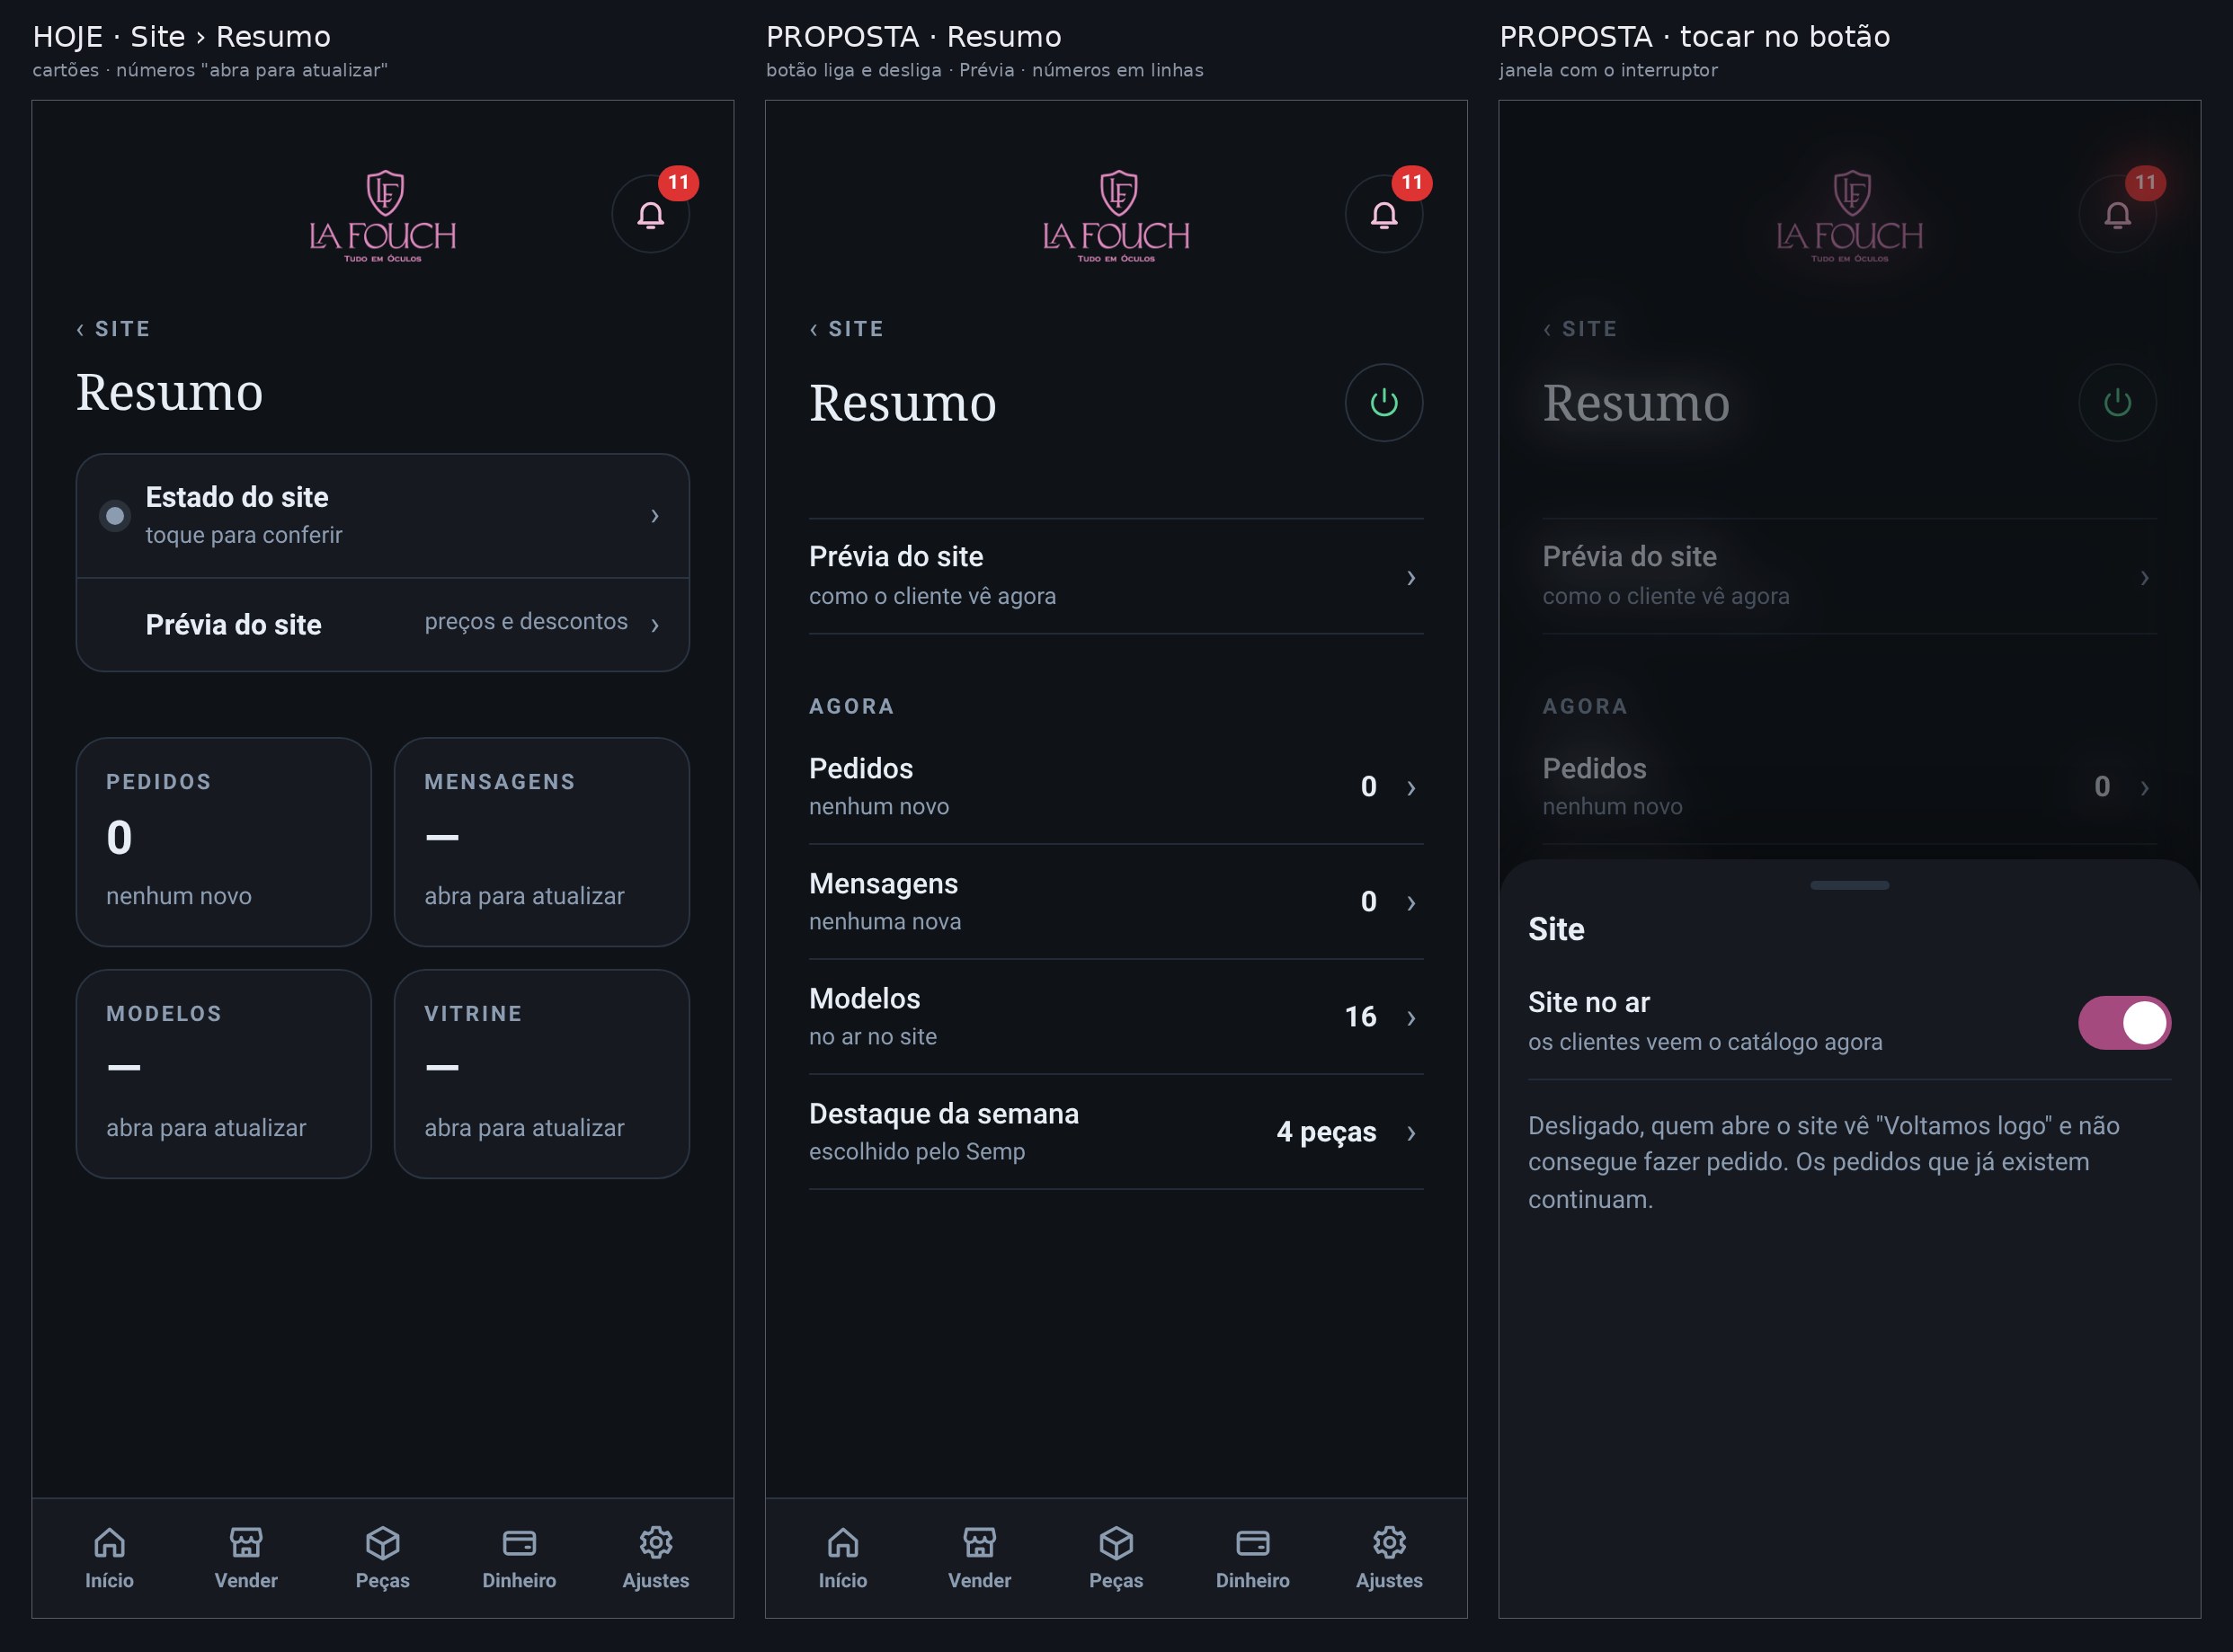 HOJE · Site › Resumo
cartões · números "abra para atualizar"
11
LF
LA FOUCH
TUDO EM ÓCULOS
‹ SITE
Resumo
Estado do site
toque para conferir
›
Prévia do site
preços e descontos ›
PEDIDOS
0
nenhum novo
MENSAGENS
—
abra para atualizar
MODELOS
—
abra para atualizar
VITRINE
—
abra para atualizar
Início
Vender
Peças
Dinheiro
Ajustes
PROPOSTA · Resumo
botão liga e desliga · Prévia · números em linhas
11
LF
LA FOUCH
TUDO EM ÓCULOS
‹ SITE
Resumo
Prévia do site
como o cliente vê agora
›
AGORA
Pedidos
nenhum novo
0 ›
Mensagens
nenhuma nova
0 ›
Modelos
no ar no site
16 ›
Destaque da semana
escolhido pelo Semp
4 peças ›
Início
Vender
Peças
Dinheiro
Ajustes
PROPOSTA · tocar no botão
janela com o interruptor
11
LF
LA FOUCH
TUDO EM ÓCULOS
‹ SITE
Resumo
Prévia do site
como o cliente vê agora
›
AGORA
Pedidos
nenhum novo
0 ›
Site
Site no ar
os clientes veem o catálogo agora
Desligado, quem abre o site vê "Voltamos logo" e não
consegue fazer pedido. Os pedidos que já existem
continuam.